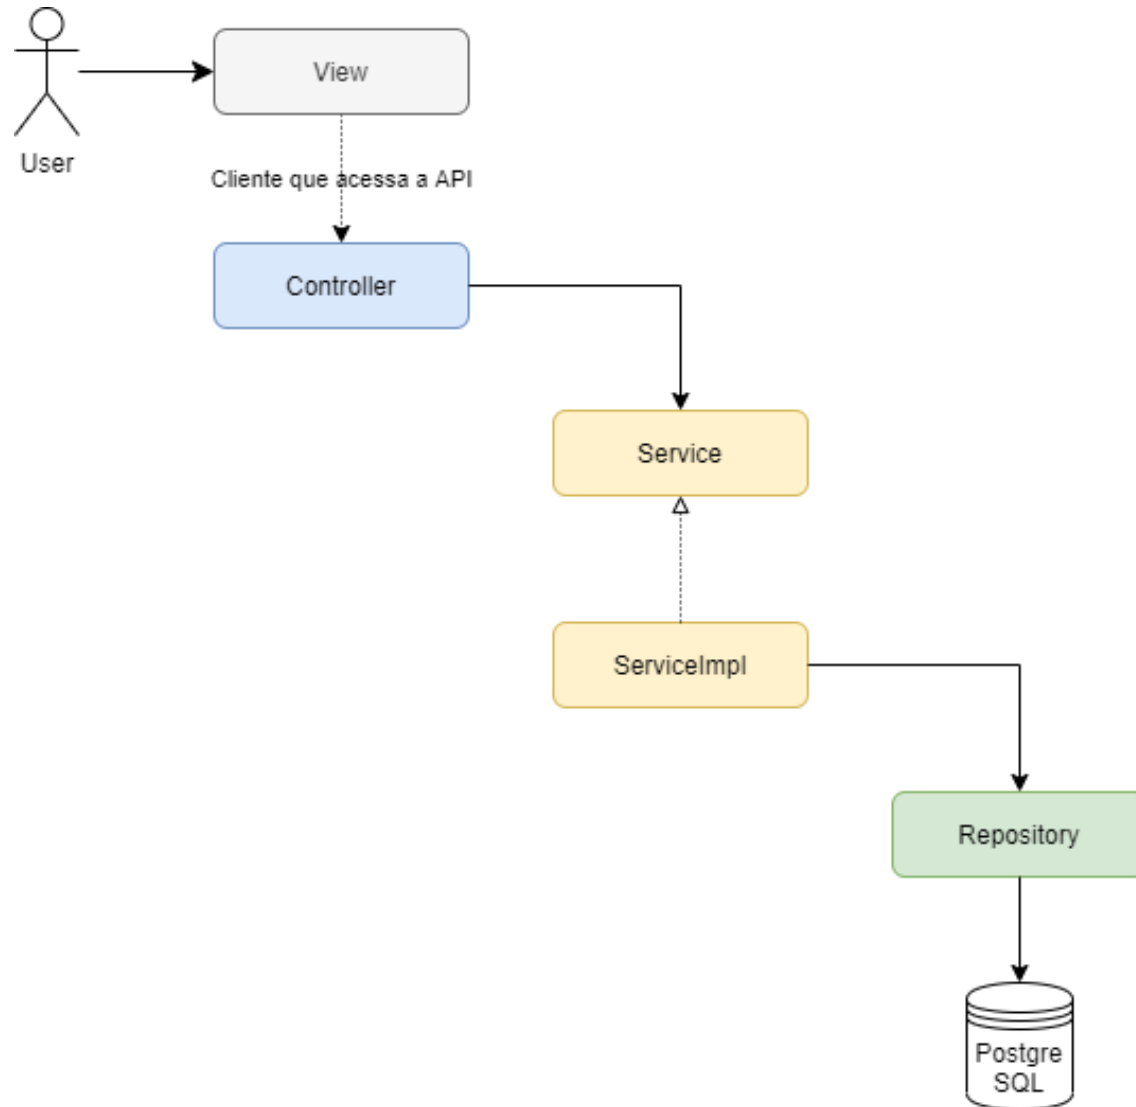 View
User
Cliente que acessa a API
Controller
Service
ServiceImpl
Repository
Postgre
SQL